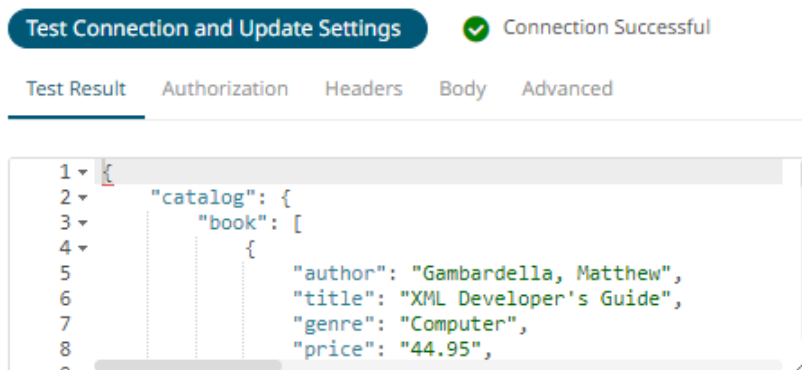 Test Connection and Update Settings Connection Successful
Test Result Authorization Headers Body Advanced
1 {
2 "catalog": {
3 "book": [
4 {
5 "author": "Gambardella, Matthew",
6 "title": "XML Developer's Guide",
7 "genre": "Computer",
8 "price": "44.95",